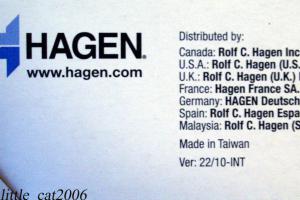 HAGEN®
www.hagen.com
Distributed by:
Canada: Rolf C. Hagen Inc
U.S.A.: Rolf C. Hagen (U.S.
U.K.: Rolf C. Hagen (U.K.)
France: Hagen France SA.
Germany: HAGEN Deutsch
Spain: Rolf C. Hagen Espa
Malaysia: Rolf C. Hagen (S
Made in Taiwan
Ver: 22/10-INT
little_cat2006